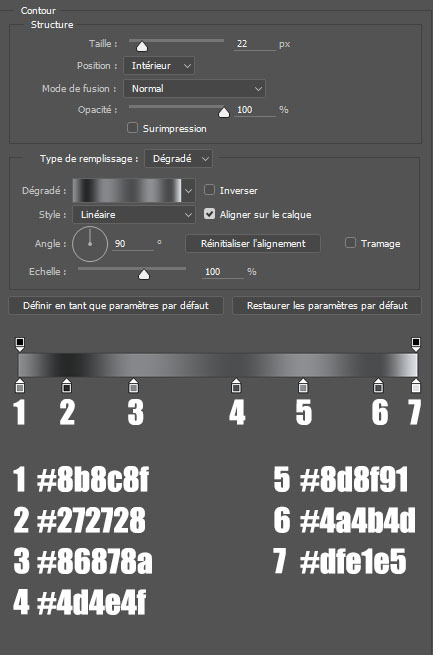 Contour
Structure
Taille : 22 px
Position : Intérieur
Mode de fusion : Normal
Opacité : 100 %
Surimpression
Type de remplissage : Dégradé
Dégradé : Inverser
Style : Linéaire Aligner sur le calque
Angle : 90 ° Réinitialiser l'alignement Tramage
Echelle : 100 %
Définir en tant que paramètres par défaut Restaurer les paramètres par défaut
1 2 3 4 5 6 7
1 #8b8c8f 5 #8d8f91
2 #272728 6 #4a4b4d
3 #86878a 7 #dfe1e5
4 #4d4e4f